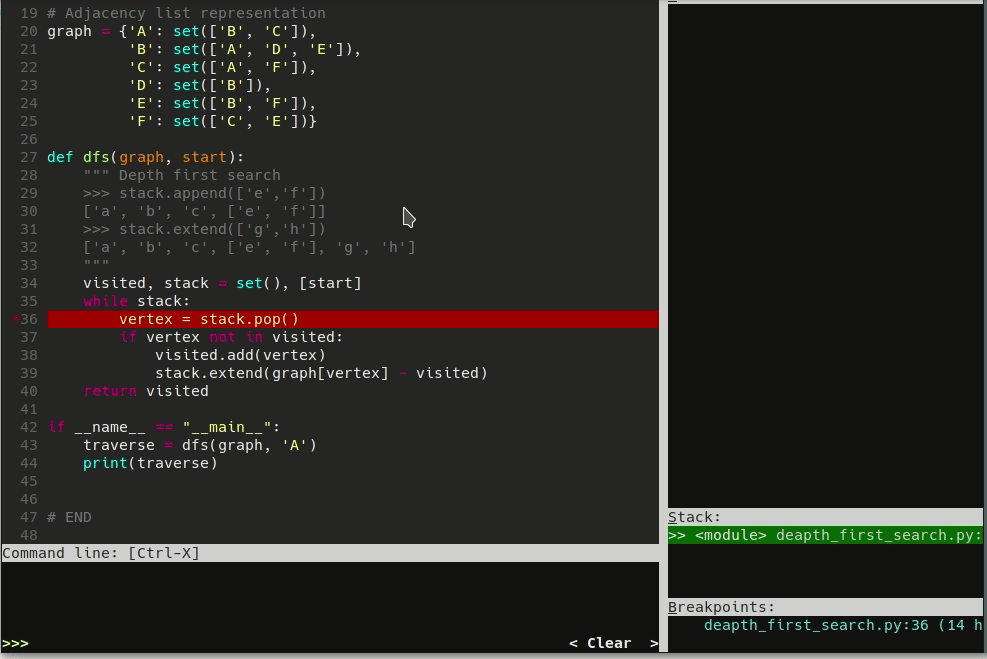 19 # Adjacency list representation
20 graph = {'A': set(['B', 'C']),
21          'B': set(['A', 'D', 'E']),
22          'C': set(['A', 'F']),
23          'D': set(['B']),
24          'E': set(['B', 'F']),
25          'F': set(['C', 'E'])}
26
27 def dfs(graph, start):
28     """ Depth first search
29     >>> stack.append(['e','f'])
30     ['a', 'b', 'c', ['e', 'f']]
31     >>> stack.extend(['g','h'])
32     ['a', 'b', 'c', ['e', 'f'], 'g', 'h']
33     """
34     visited, stack = set(), [start]
35     while stack:
36         vertex = stack.pop()
37         if vertex not in visited:
38             visited.add(vertex)
39             stack.extend(graph[vertex] - visited)
40     return visited
41
42 if __name__ == "__main__":
43     traverse = dfs(graph, 'A')
44     print(traverse)
45
46
47 # END
48
Command line: [Ctrl-X]
>>> < Clear >
Stack:
>> <module> deapth_first_search.py:
Breakpoints:
deapth_first_search.py:36 (14 h